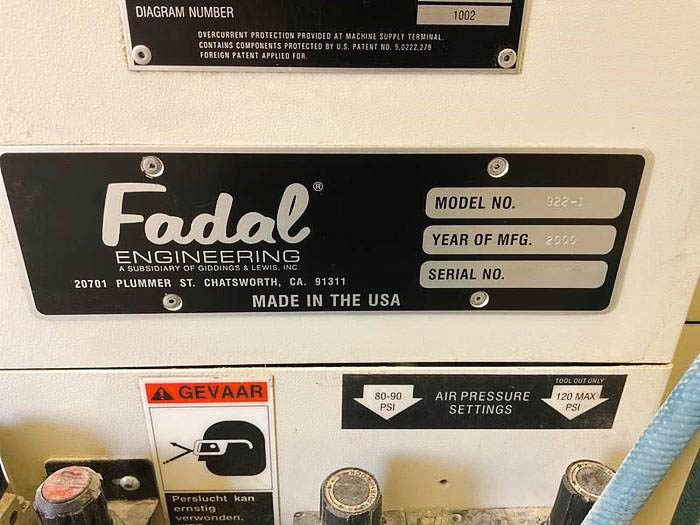 DIAGRAM NUMBER 1002
OVERCURRENT PROTECTION PROVIDED AT MACHINE SUPPLY TERMINAL.
CONTAINS COMPONENTS PROTECTED BY U.S. PATENT NO. 5,0222,276
FOREIGN PATENT APPLIED FOR.
Fadal®
ENGINEERING
A SUBSIDIARY OF GIDDINGS & LEWIS, INC.
20701 PLUMMER ST. CHATSWORTH, CA. 91311
MADE IN THE USA
MODEL NO. 922-1
YEAR OF MFG. 2000
SERIAL NO.
GEVAAR
Perslucht kan
ernstig
verwonden.
80-90
PSI
AIR PRESSURE
SETTINGS
TOOL OUT ONLY
120 MAX
PSI